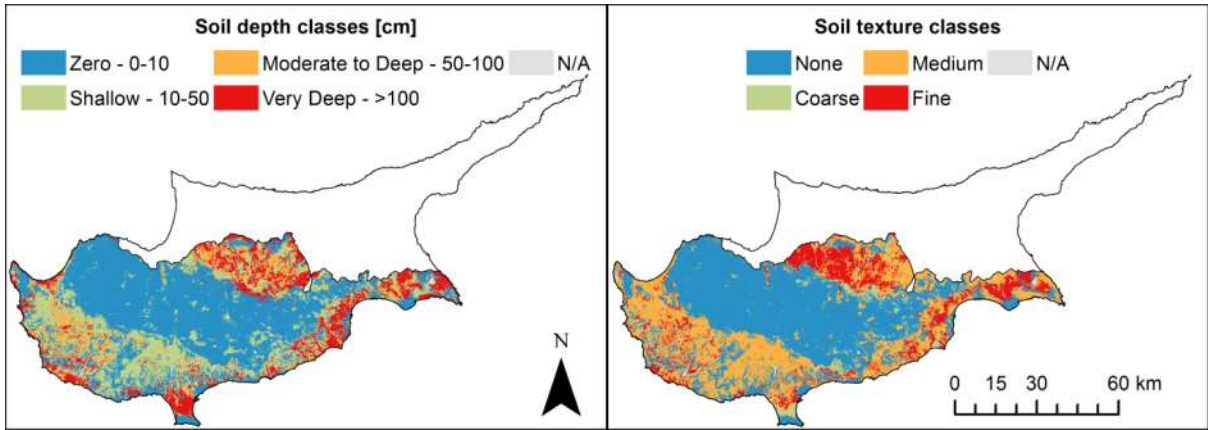 Soil depth classes [cm]
Zero - 0-10
Moderate to Deep - 50-100
N/A
Shallow - 10-50
Very Deep - >100
N
Soil texture classes
None
Medium
N/A
Coarse
Fine
0 15 30 60 km